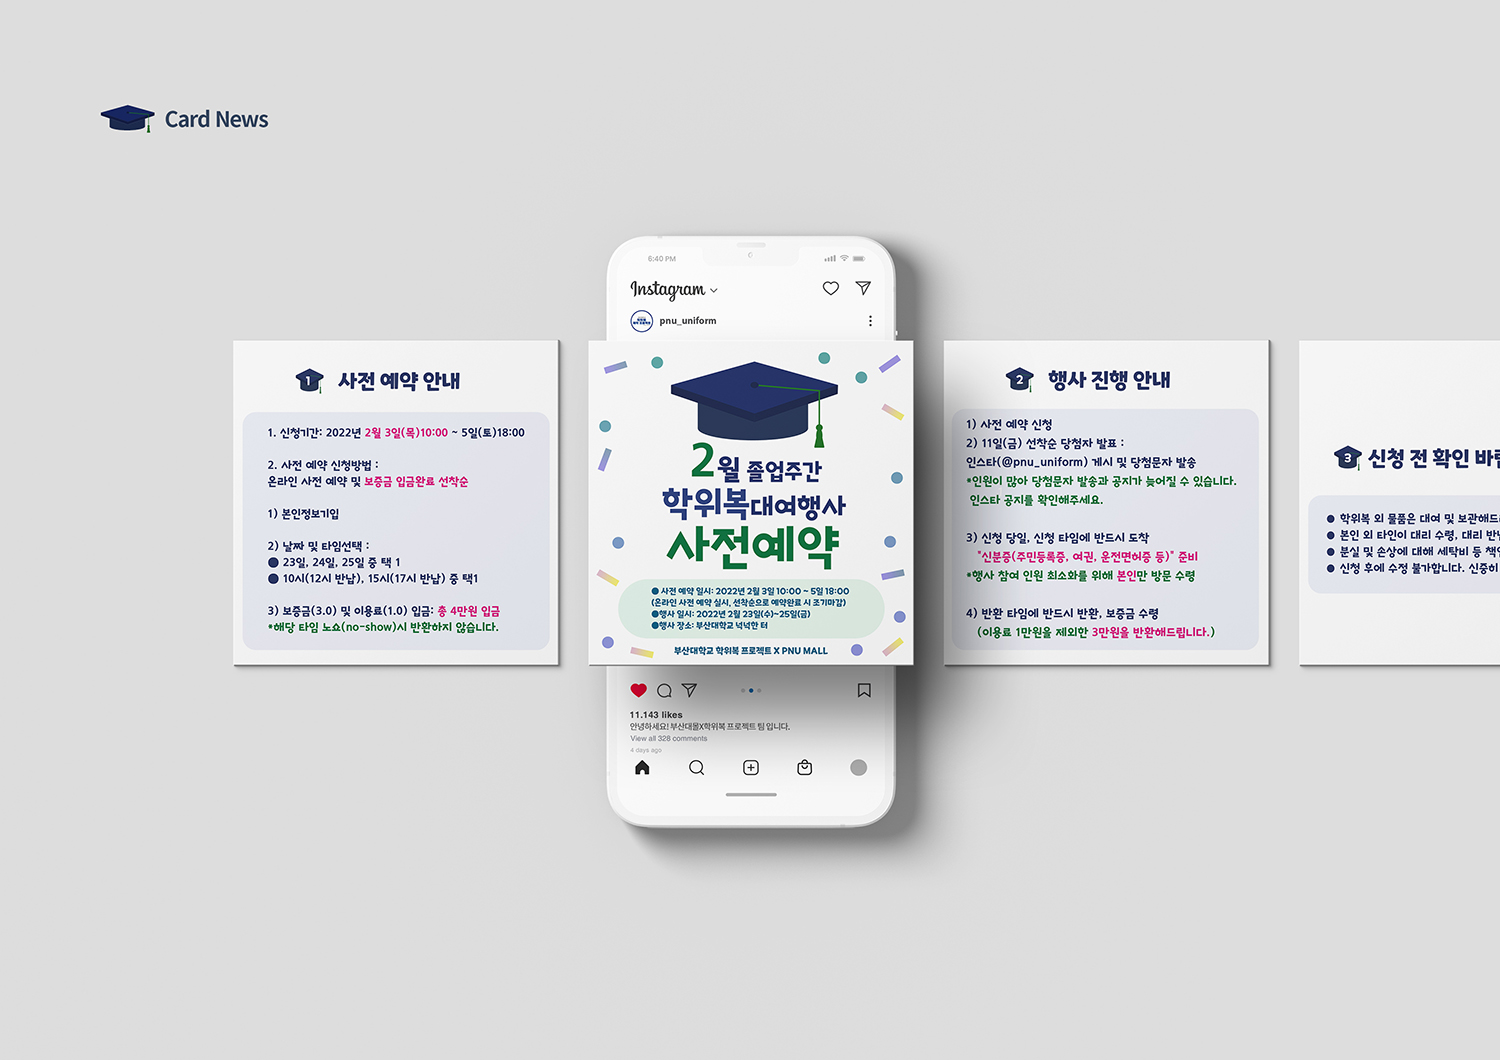 Card News
6:40 PM
Instagram
pnu_uniform
1 사전 예약 안내
1. 신청기간: 2022년 2월 3일(목)10:00 ~ 5일(토)18:00
2. 사전 예약 신청방법 :
온라인 사전 예약 및 보증금 입금완료 선착순
1) 본인정보기입
2) 날짜 및 타임선택 :
● 23일, 24일, 25일 중 택 1
● 10시(12시 반납), 15시(17시 반납) 중 택1
3) 보증금(3.0) 및 이용료(1.0) 입금: 총 4만원 입금
*해당 타임 노쇼(no-show)시 반환하지 않습니다.
2월 졸업주간
학위복대여행사
사전예약
● 사전 예약 일시: 2022년 2월 3일 10:00 ~ 5일 18:00
(온라인 사전 예약 실시, 선착순으로 예약완료 시 조기마감)
●행사 일시: 2022년 2월 23일(수)~25일(금)
●행사 장소: 부산대학교 넉넉한 터
부산대학교 학위복 프로젝트 X PNU MALL
2 행사 진행 안내
1) 사전 예약 신청
2) 11일(금) 선착순 당첨자 발표 :
인스타(@pnu_uniform) 게시 및 당첨문자 발송
*인원이 많아 당첨문자 발송과 공지가 늦어질 수 있습니다.
인스타 공지를 확인해주세요.
3) 신청 당일, 신청 타임에 반드시 도착
"신분증(주민등록증, 여권, 운전면허증 등)" 준비
*행사 참여 인원 최소화를 위해 본인만 방문 수령
4) 반환 타임에 반드시 반환, 보증금 수령
(이용료 1만원을 제외한 3만원을 반환해드립니다.)
3 신청 전 확인 바
● 학위복 외 물품은 대여 및 보관해드
● 본인 외 타인이 대리 수령, 대리 반
● 분실 및 손상에 대해 세탁비 등 책
● 신청 후에 수정 불가합니다. 신중히
11.143 likes
안녕하세요! 부산대몰X학위복 프로젝트 팀 입니다.
View all 328 comments
4 days ago